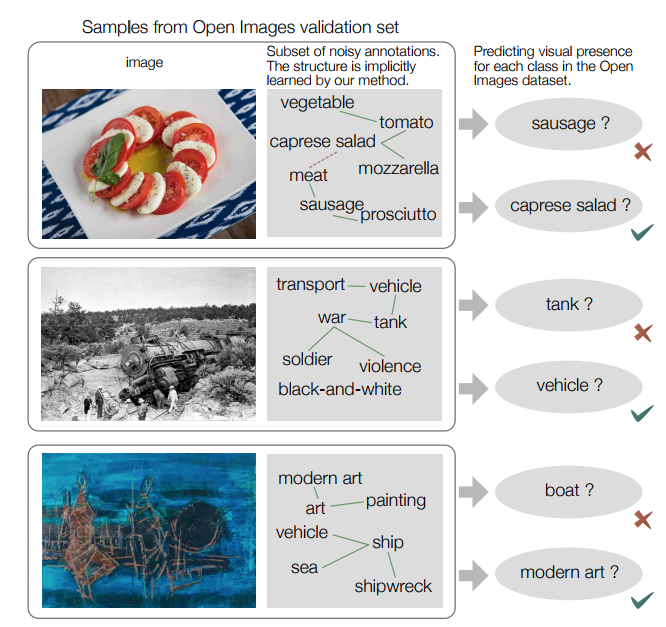 Samples from Open Images validation set
image
Subset of noisy annotations.
The structure is implicitly
learned by our method.
Predicting visual presence
for each class in the Open
Images dataset.
vegetable
tomato
caprese salad
meat
mozzarella
sausage
prosciutto
sausage ?
caprese salad ?
transport
vehicle
war
tank
soldier
violence
black-and-white
tank ?
vehicle ?
modern art
art
painting
vehicle
ship
sea
shipwreck
boat ?
modern art ?